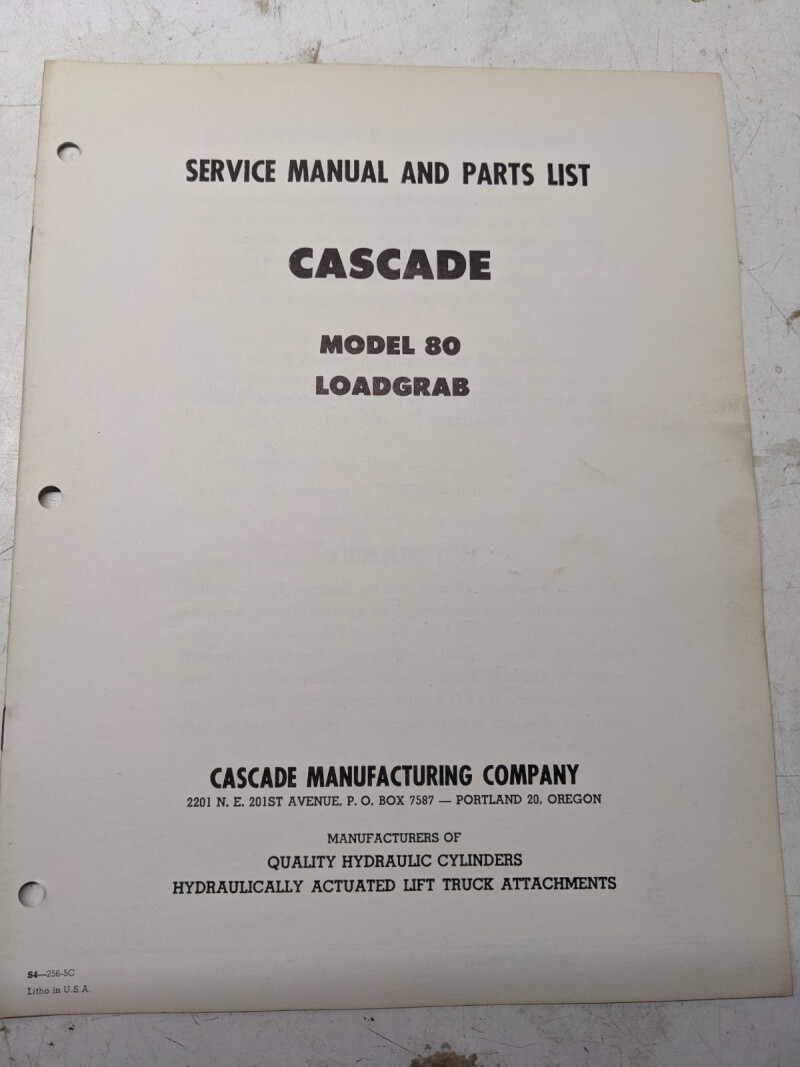 SERVICE MANUAL AND PARTS LIST
CASCADE
MODEL 80
LOADGRAB
CASCADE MANUFACTURING COMPANY
2201 N. E. 201ST AVENUE, P. O. BOX 7587 — PORTLAND 20, OREGON
MANUFACTURERS OF
QUALITY HYDRAULIC CYLINDERS
HYDRAULICALLY ACTUATED LIFT TRUCK ATTACHMENTS
S4—256-5C
Litho in U.S.A.